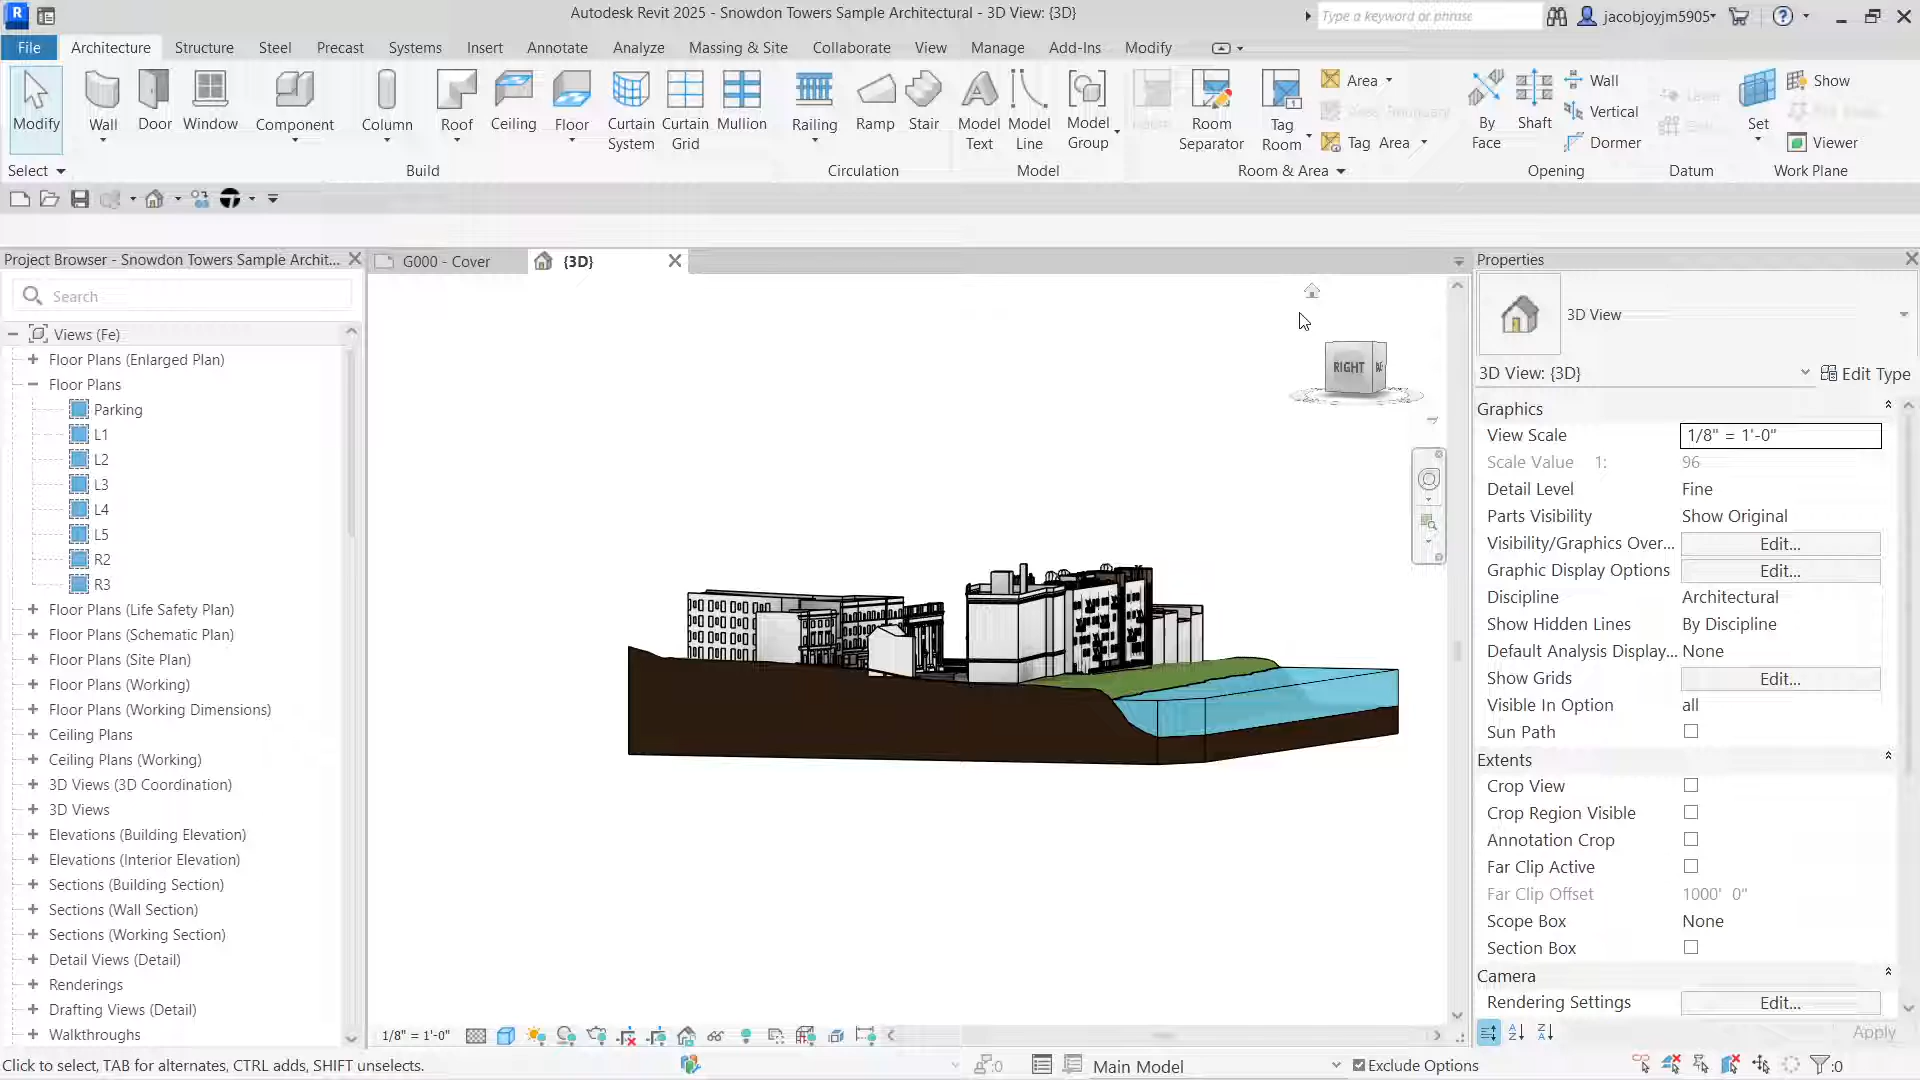 Autodesk Revit 2025 - Snowdon Towers Sample Architectural - 3D View: {3D}
Type a keyword or phrase
jacobjoyjm5905
File Architecture Structure Steel Precast Systems Insert Annotate Analyze Massing & Site Collaborate View Manage Add-Ins Modify
Modify
Wall
Door
Window
Component
Column
Roof
Ceiling
Floor
Curtain System
Curtain Grid
Mullion
Railing
Ramp
Stair
Model Text
Model Line
Model Group
Room Separator
Tag Room
Area
Tag Area
By Face
Shaft
Wall
Vertical
Dormer
Set
Show
Viewer
Select
Build
Circulation
Model
Room & Area
Opening
Datum
Work Plane
Project Browser - Snowdon Towers Sample Archit...
G000 - Cover
{3D}
Search
Views (Fe)
Floor Plans (Enlarged Plan)
Floor Plans
Parking
L1
L2
L3
L4
L5
R2
R3
Floor Plans (Life Safety Plan)
Floor Plans (Schematic Plan)
Floor Plans (Site Plan)
Floor Plans (Working)
Floor Plans (Working Dimensions)
Ceiling Plans
Ceiling Plans (Working)
3D Views (3D Coordination)
3D Views
Elevations (Building Elevation)
Elevations (Interior Elevation)
Sections (Building Section)
Sections (Wall Section)
Sections (Working Section)
Detail Views (Detail)
Renderings
Drafting Views (Detail)
Walkthroughs
RIGHT
Properties
3D View
3D View: {3D}
Edit Type
Graphics
View Scale 1/8" = 1'-0"
Scale Value 1: 96
Detail Level Fine
Parts Visibility Show Original
Visibility/Graphics Over... Edit...
Graphic Display Options Edit...
Discipline Architectural
Show Hidden Lines By Discipline
Default Analysis Display... None
Show Grids Edit...
Visible In Option all
Sun Path
Extents
Crop View
Crop Region Visible
Annotation Crop
Far Clip Active
Far Clip Offset 1000' 0"
Scope Box None
Section Box
Camera
Rendering Settings Edit...
Apply
1/8" = 1'-0"
Click to select, TAB for alternates, CTRL adds, SHIFT unselects.
:0
Main Model
Exclude Options
:0